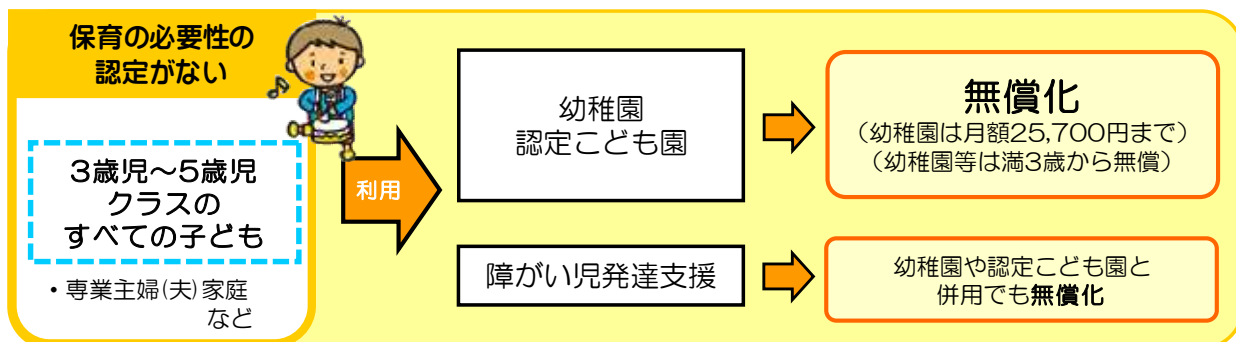 保育の必要性の
認定がない
3歳児～5歳児
クラスの
すべての子ども
・専業主婦(夫)家庭
など
利用
幼稚園
認定こども園
無償化
（幼稚園は月額25,700円まで）
（幼稚園等は満3歳から無償）
障がい児発達支援
幼稚園や認定こども園と
併用でも無償化